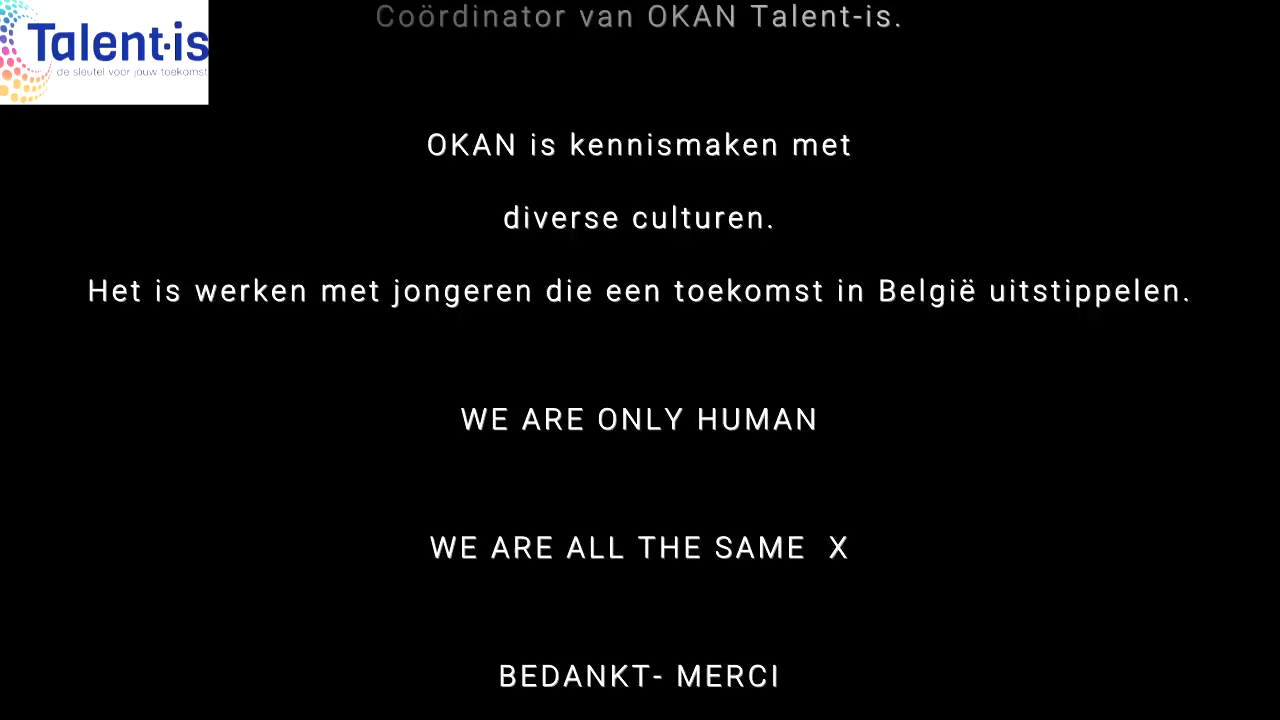 Coördinator van OKAN Talent-is.
Talent·is
de sleutel voor jouw toekomst
OKAN is kennismaken met
diverse culturen.
Het is werken met jongeren die een toekomst in België uitstippelen.
WE ARE ONLY HUMAN
WE ARE ALL THE SAME  X
BEDANKT- MERCI